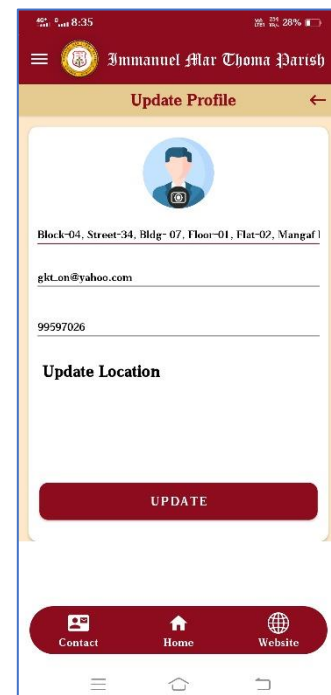 8:35
28%
Immanuel Mar Thoma Parish
Update Profile
Block-04, Street-34, Bldg- 07, Floor-01, Flat-02, Mangaf
gkt_on@yahoo.com
99597026
Update Location
UPDATE
Contact Home Website